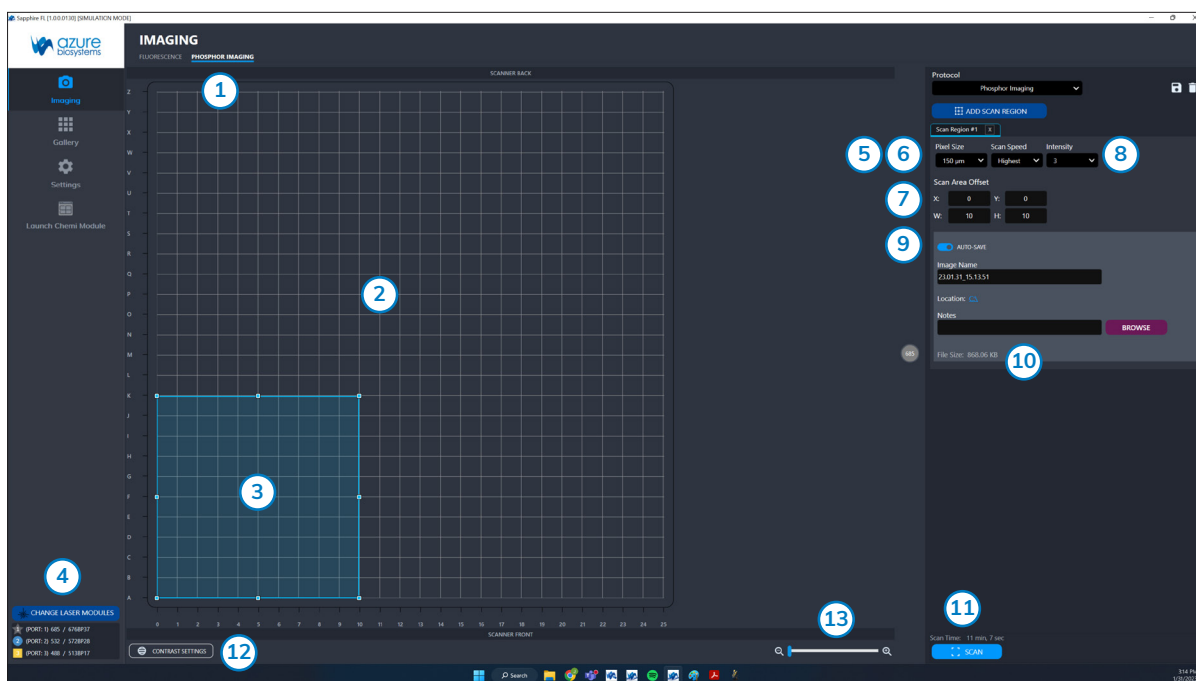 Sapphire FL [1.0.0.0130] [SIMULATION MODE]
azure
biosystems
IMAGING
FLUORESCENCE PHOSPHOR IMAGING
Imaging
Gallery
Settings
Launch Chemi Module
4
CHANGE LASER MODULES
1 (PORT: 1) 685 / 676BP37
2 (PORT: 2) 532 / 572BP28
3 (PORT: 3) 488 / 513BP17
SCANNER BACK
1
Z
Y
X
W
V
U
T
S
R
Q
P
O
N
M
L
K
J
I
H
G
F
E
D
C
B
A
2
3
0 1 2 3 4 5 6 7 8 9 10 11 12 13 14 15 16 17 18 19 20 21 22 23 24 25
SCANNER FRONT
CONTRAST SETTINGS
12
13
685
Protocol
Phosphor Imaging
ADD SCAN REGION
Scan Region #1 X
5 6 Pixel Size Scan Speed Intensity 8
150 µm Highest 3
Scan Area Offset
7 X: 0 Y: 0
W: 10 H: 10
9
AUTO-SAVE
Image Name
23.01.31_15.13.51
Location:
Notes
BROWSE
File Size: 868.06 KB
10
11
Scan Time: 11 min, 7 sec
SCAN
Search
3:14 PM